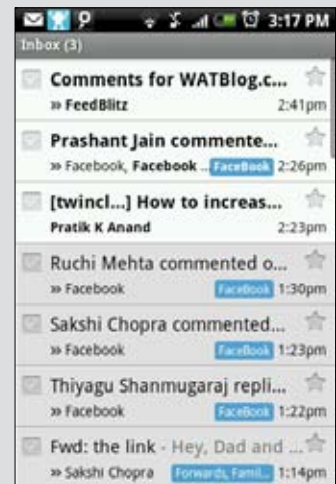 3:17 PM
Inbox (3)
Comments for WATBlog.c...
» FeedBlitz 2:41pm
Prashant Jain commente...
» Facebook, Facebook .. FaceBook 2:26pm
[twincl...] How to increas...
Pratik K Anand 2:23pm
Ruchi Mehta commented o...
» Facebook FaceBook 1:30pm
Sakshi Chopra commented...
» Facebook FaceBook 1:23pm
Thiyagu Shanmugaraj repli...
» Facebook FaceBook 1:22pm
Fwd: the link - Hey, Dad and ...
» Sakshi Chopra Forwards, Famil... 1:14pm